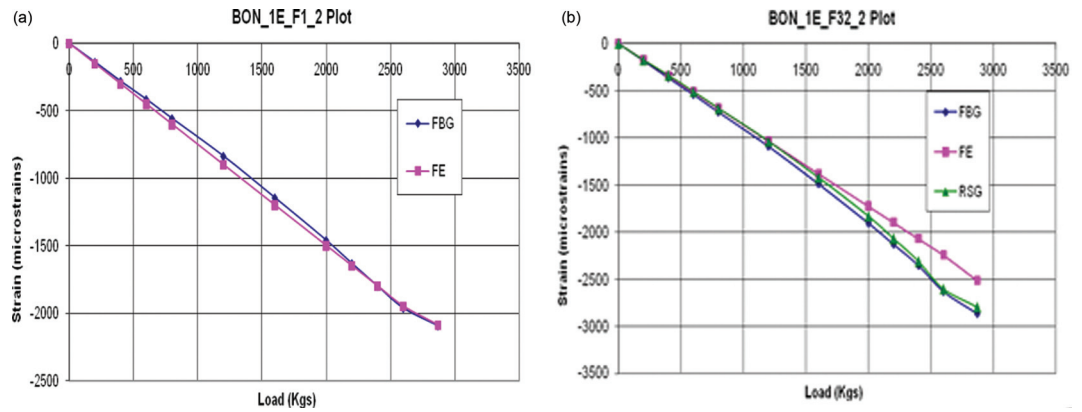 (a)
BON_1E_F1_2 Plot
0
0 500 1000 1500 2000 2500 3000 3500
-500
-1000
-1500
-2000
-2500
Strain (microstrains)
Load (Kgs)
FBG
FE
(b)
BON_1E_F32_2 Plot
0
0 500 1000 1500 2000 2500 3000 3500
-500
-1000
-1500
-2000
-2500
-3000
-3500
Strain (microstrains)
Load (Kgs)
FBG
FE
RSG